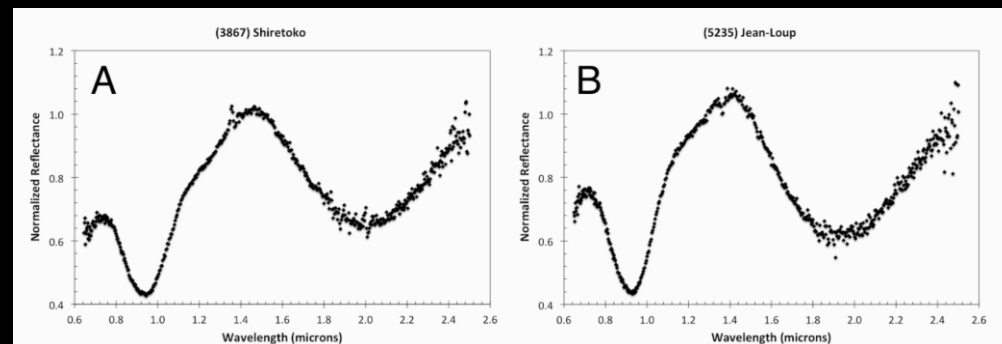 (3867) Shiretoko
A
1.2
1.0
0.8
0.6
0.4
Normalized Reflectance
0.6 0.8 1.0 1.2 1.4 1.6 1.8 2.0 2.2 2.4 2.6
Wavelength (microns)
(5235) Jean-Loup
B
1.2
1.0
0.8
0.6
0.4
Normalized Reflectance
0.6 0.8 1.0 1.2 1.4 1.6 1.8 2.0 2.2 2.4 2.6
Wavelength (microns)